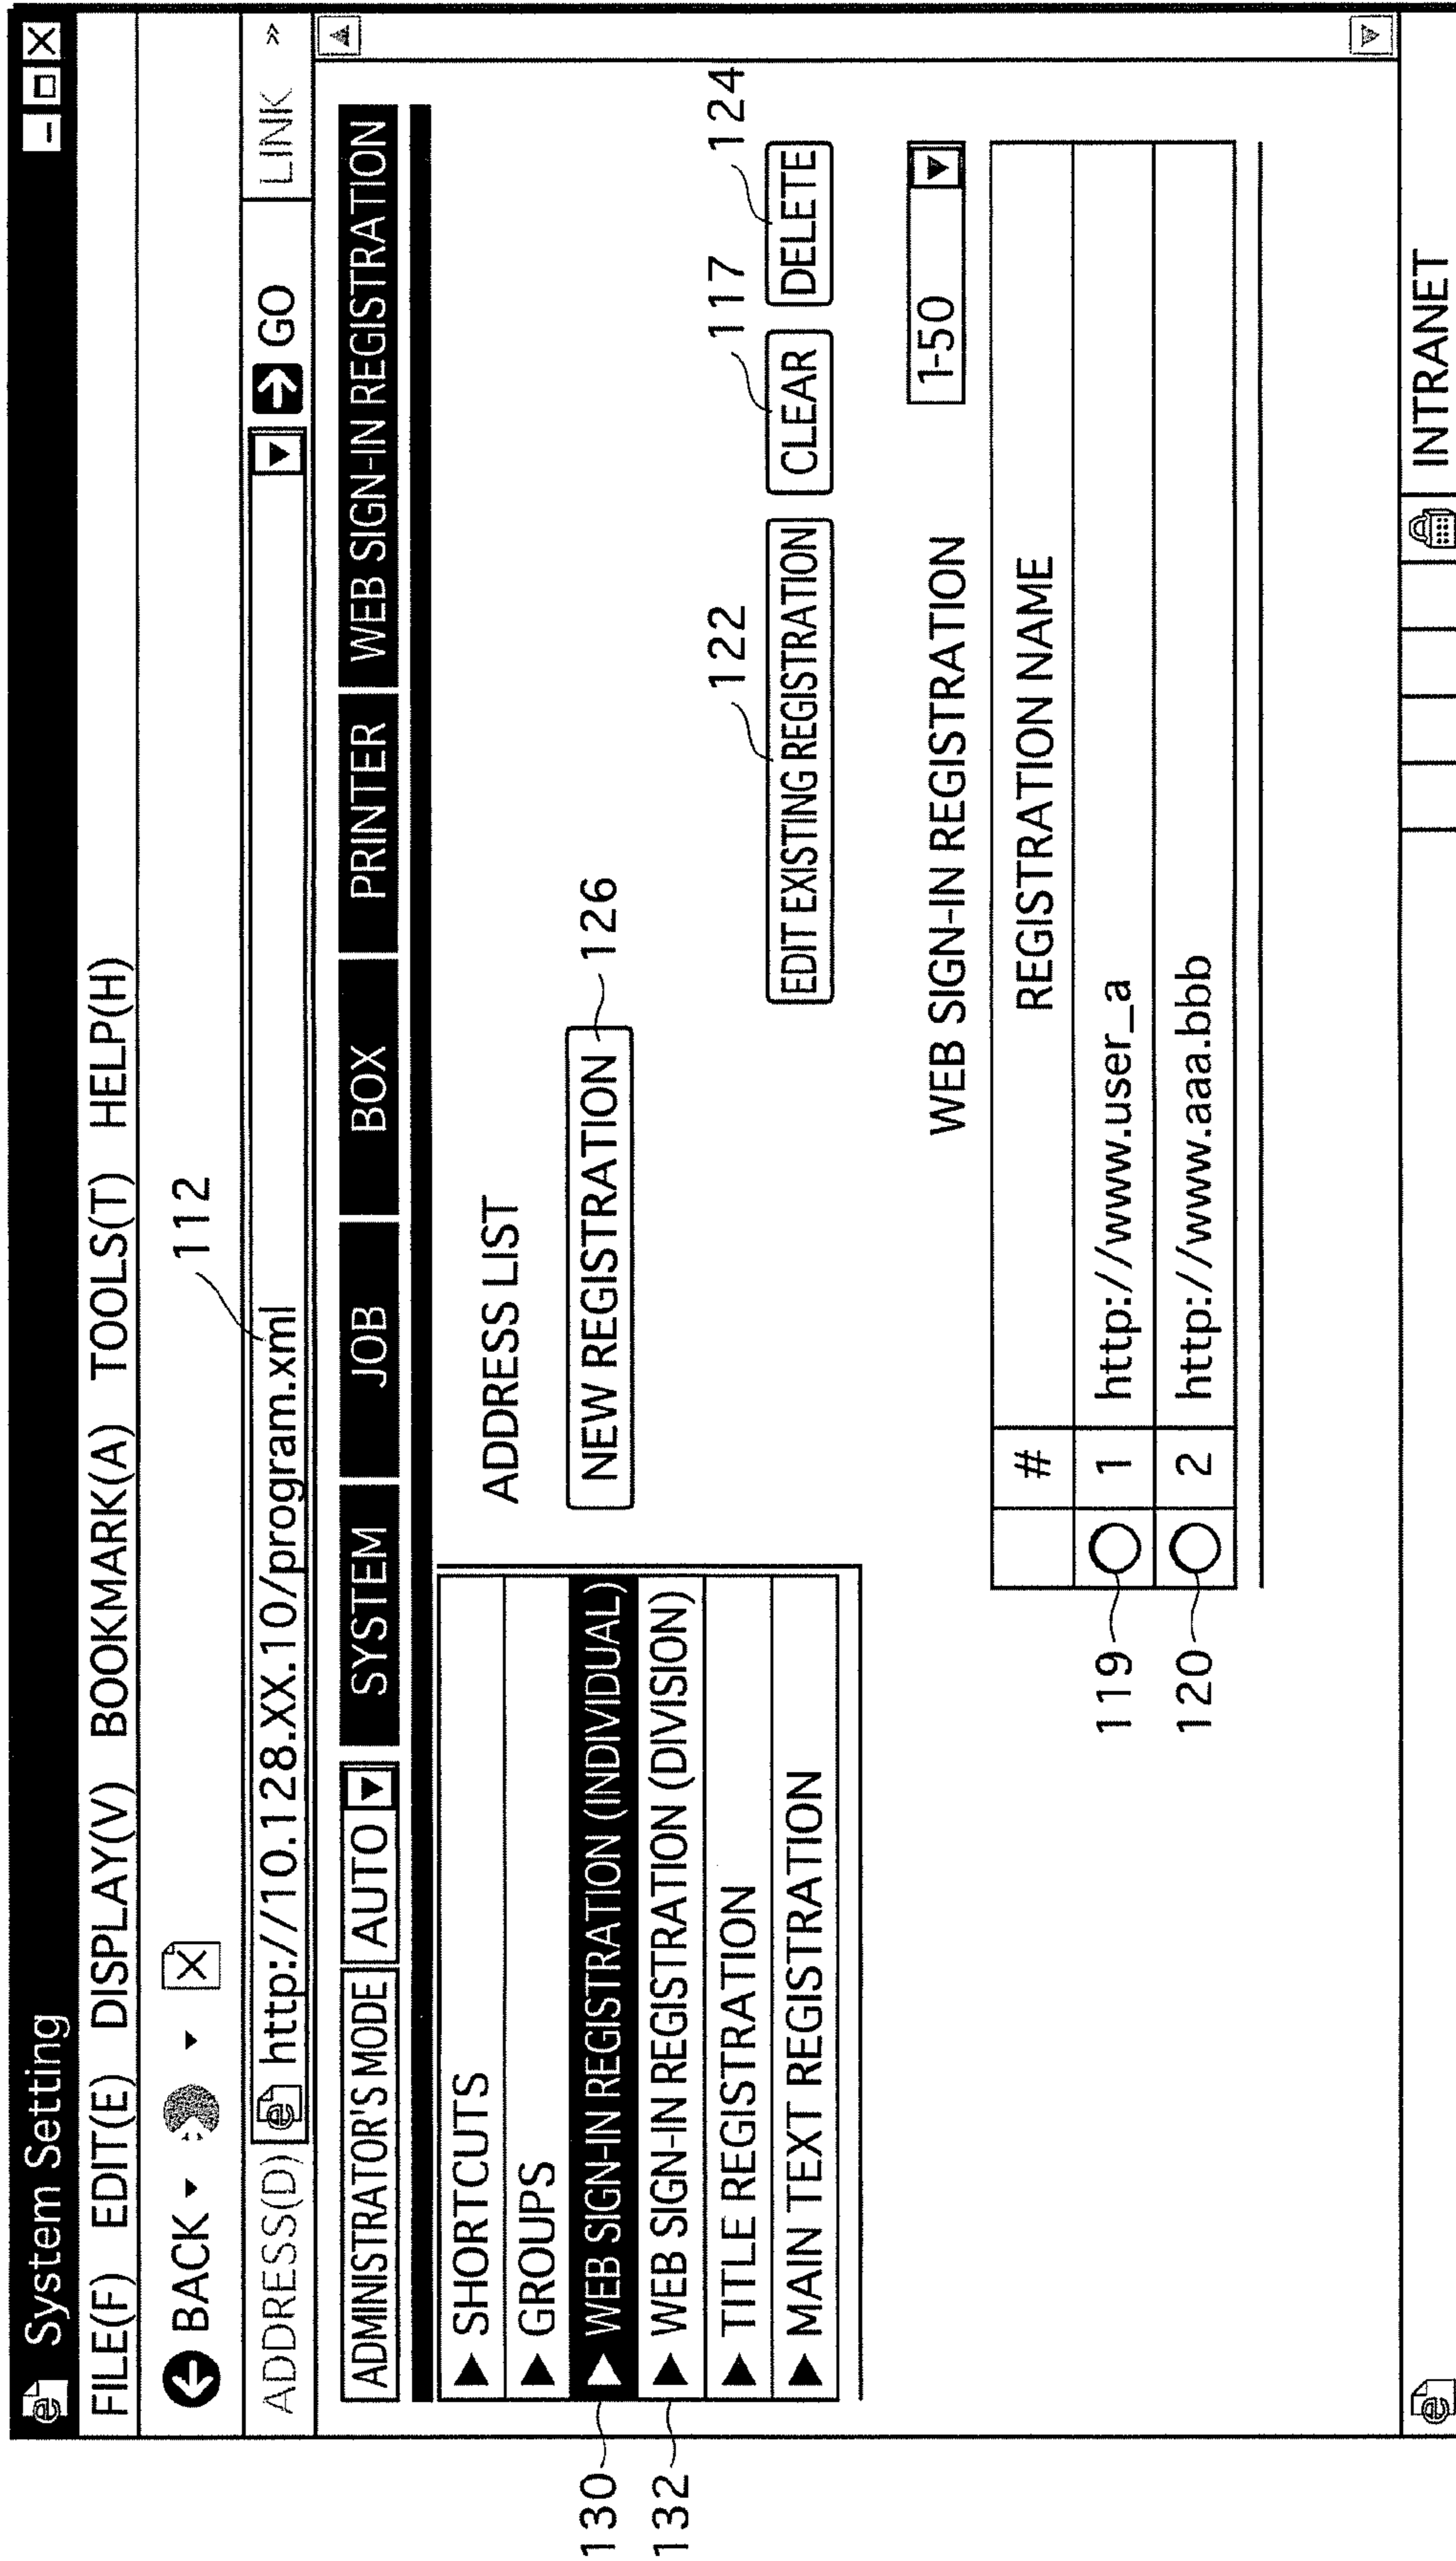 System Setting
FILE(F) EDIT(E) DISPLAY(V) BOOKMARK(A) TOOLS(T) HELP(H)
BACK
112
ADDRESS(D) http://10.128.XX.10/program.xml GO LINK »
ADMINISTRATOR'S MODE AUTO SYSTEM JOB BOX PRINTER WEB SIGN-IN REGISTRATION
SHORTCUTS
GROUPS
130 WEB SIGN-IN REGISTRATION (INDIVIDUAL)
132 WEB SIGN-IN REGISTRATION (DIVISION)
TITLE REGISTRATION
MAIN TEXT REGISTRATION
ADDRESS LIST
NEW REGISTRATION 126
122 117 124
EDIT EXISTING REGISTRATION CLEAR DELETE
WEB SIGN-IN REGISTRATION 1-50
# REGISTRATION NAME
119 1 http://www.user_a
120 2 http://www.aaa.bbb
INTRANET